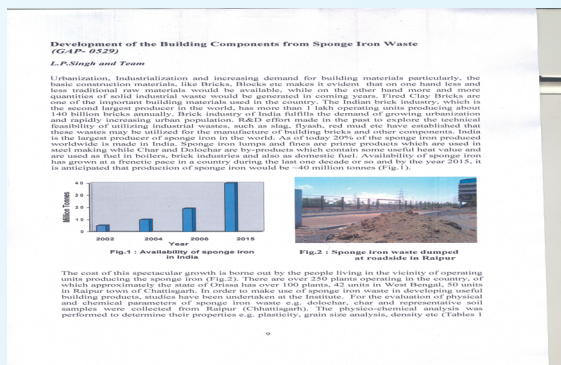 Development of the Building Components from Sponge Iron Waste
(GAP- 0529)
L.P.Singh and Team
Urbanization, Industrialization and increasing demand for building materials particularly, the
basic construction materials, like Bricks, Blocks etc makes it evident that on one hand less and
less traditional raw materials would be available, while on the other hand more and more
quantities of solid industrial waste would be generated in coming years. Fired Clay Bricks are
one of the important building materials used in the country. The Indian brick industry, which is
the second largest producer in the world, has more than 1 lakh operating units producing about
140 billion bricks annually. Brick industry of India fulfills the demand of growing urbanization
and rapidly increasing urban population. R&D effort made in the past to explore the technical
feasibility of utilizing industrial wastes, such as slag, flyash, red mud etc have established that
these wastes may be utilized for the manufacture of building bricks and other components. India
is the largest producer of sponge iron in the world. As of today 20% of the sponge iron produced
worldwide is made in India. Sponge iron lumps and fines are prime products which are used in
steel making while Char and Dolochar are by-products which contain some useful heat value and
are used as fuel in boilers, brick industries and also as domestic fuel. Availability of sponge iron
has grown at a frenetic pace in a country during the last one decade or so and by the year 2015, it
is anticipated that production of sponge iron would be ~40 million tonnes (Fig.1).
Million Tonnes
40
30
20
10
0
2002 2004 2006 2015
Year
Fig.1 : Availability of sponge iron
in India
Fig.2 : Sponge iron waste dumped
at roadside in Raipur
The cost of this spectacular growth is borne out by the people living in the vicinity of operating
units producing the sponge iron (Fig.2). There are over 250 plants operating in the country, of
which approximately the state of Orissa has over 100 plants, 42 units in West Bengal, 50 units
in Raipur town of Chattisgarh. In order to make use of sponge iron waste in developing useful
building products, studies have been undertaken at the Institute. For the evaluation of physical
and chemical parameters of sponge iron waste e.g. dolochar, char and representative soil
samples were collected from Raipur (Chhattisgarh). The physico-chemical analysis was
performed to determine their properties e.g. plasticity, grain size analysis, density etc (Tables 1
9